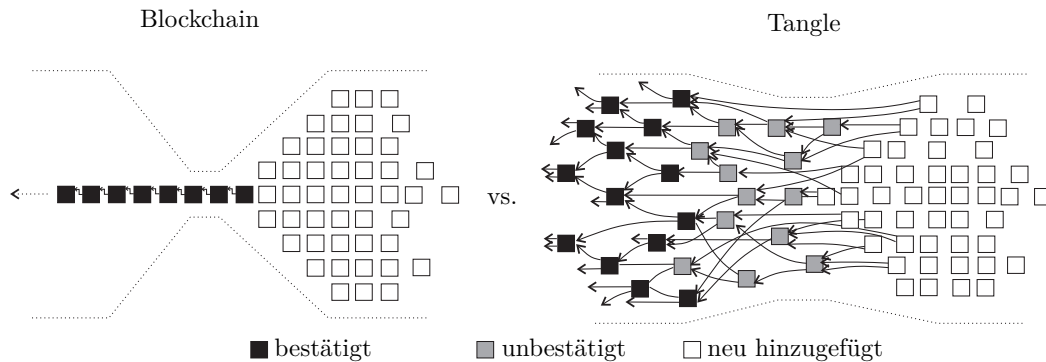 Blockchain
Tangle
vs.
bestätigt
unbestätigt
neu hinzugefügt